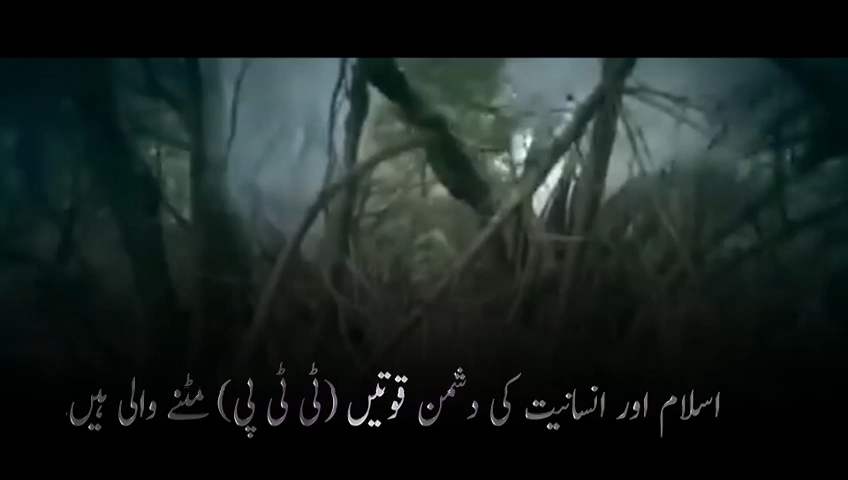 اسلام اور انسانیت کی دشمن قوتیں (ٹی ٹی پی) مٹنے والی ہیں